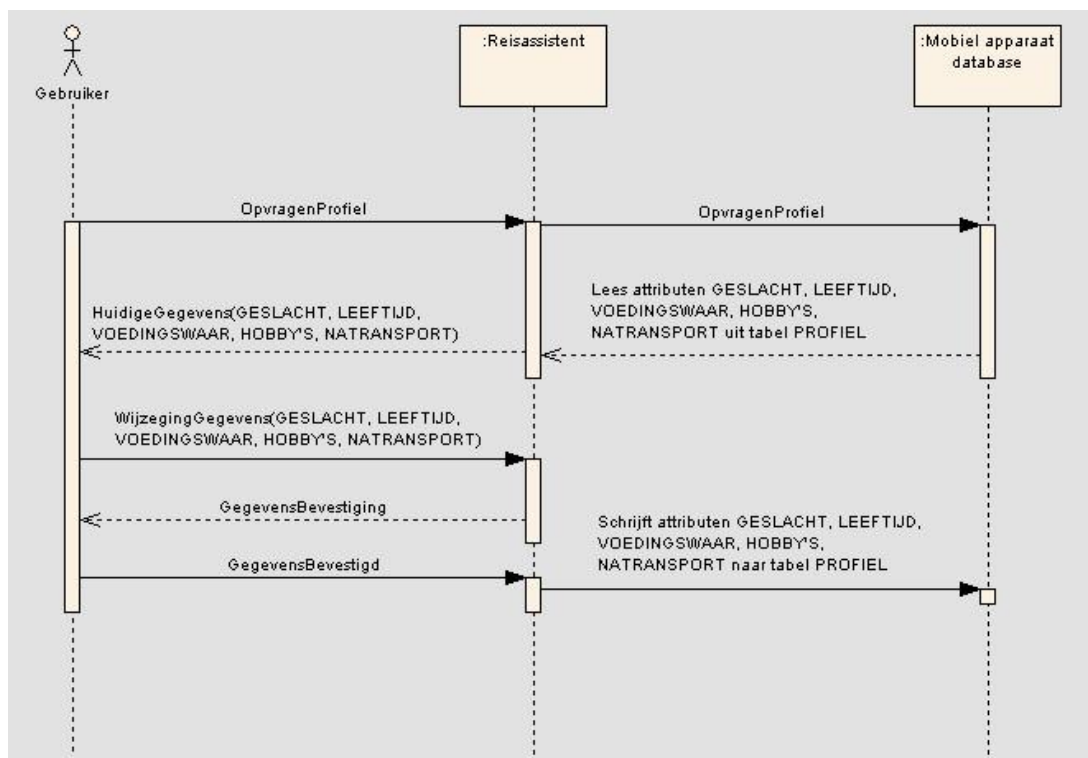 :Reisassistent
:Mobiel apparaat
database
Gebruiker
OpvragenProfiel
OpvragenProfiel
Lees attributen GESLACHT, LEEFTIJD,
VOEDINGSWAAR, HOBBY'S,
NATRANSPORT uit tabel PROFIEL
HuidigeGegevens(GESLACHT, LEEFTIJD,
VOEDINGSWAAR, HOBBY'S, NATRANSPORT)
WijzegingGegevens(GESLACHT, LEEFTIJD,
VOEDINGSWAAR, HOBBY'S, NATRANSPORT)
GegevensBevestiging
Schrijft attributen GESLACHT, LEEFTIJD,
VOEDINGSWAAR, HOBBY'S,
NATRANSPORT naar tabel PROFIEL
GegevensBevestigd